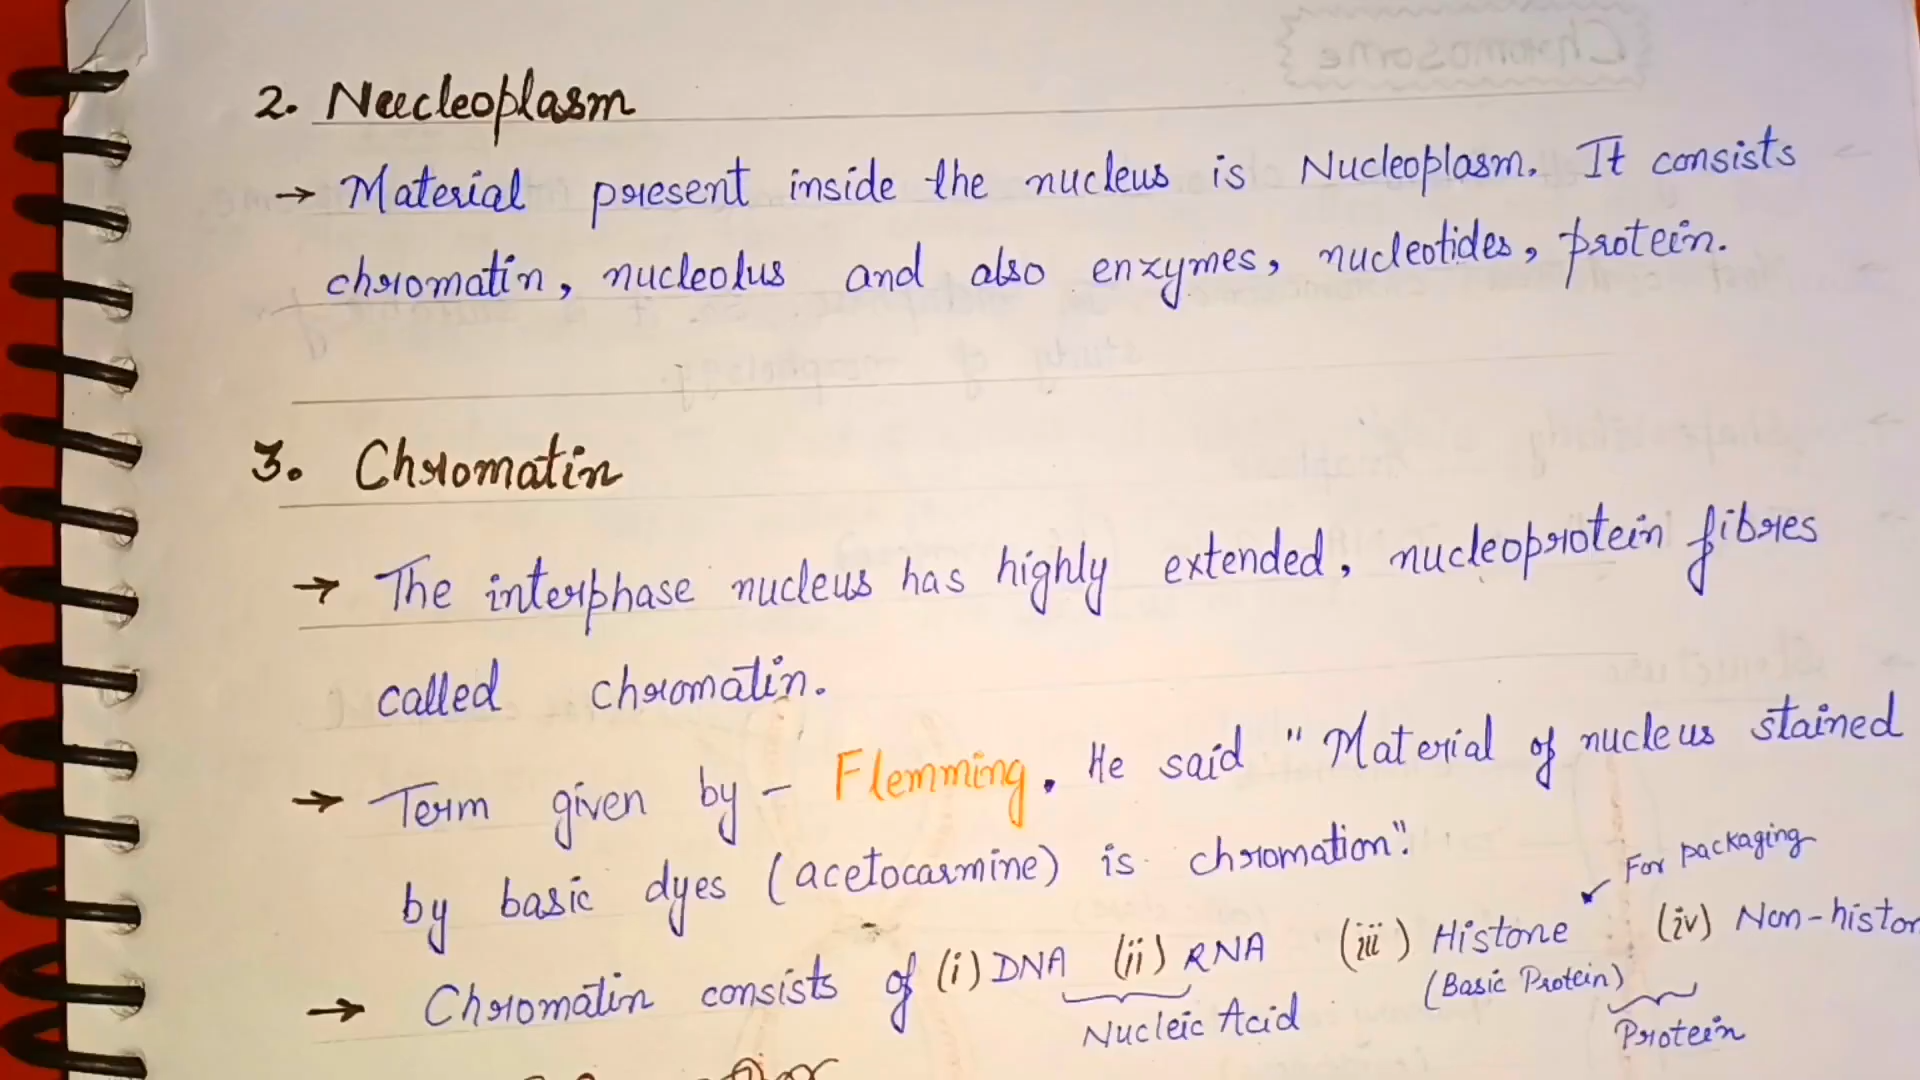 2. Nucleoplasm
→ Material present inside the nucleus is Nucleoplasm. It consists
chromatin, nucleolus and also enzymes, nucleotides, protein.
3. Chromatin
→ The interphase nucleus has highly extended, nucleoprotein fibres
called chromatin.
→ Term given by – Flemming. He said "Material of nucleus stained
by basic dyes (acetocarmine) is chromation".
For packaging
→ Chromatin consists of (i) DNA (ii) RNA (iii) Histone (iv) Non-histon
(Basic Protein)
Nucleic Acid
Protein